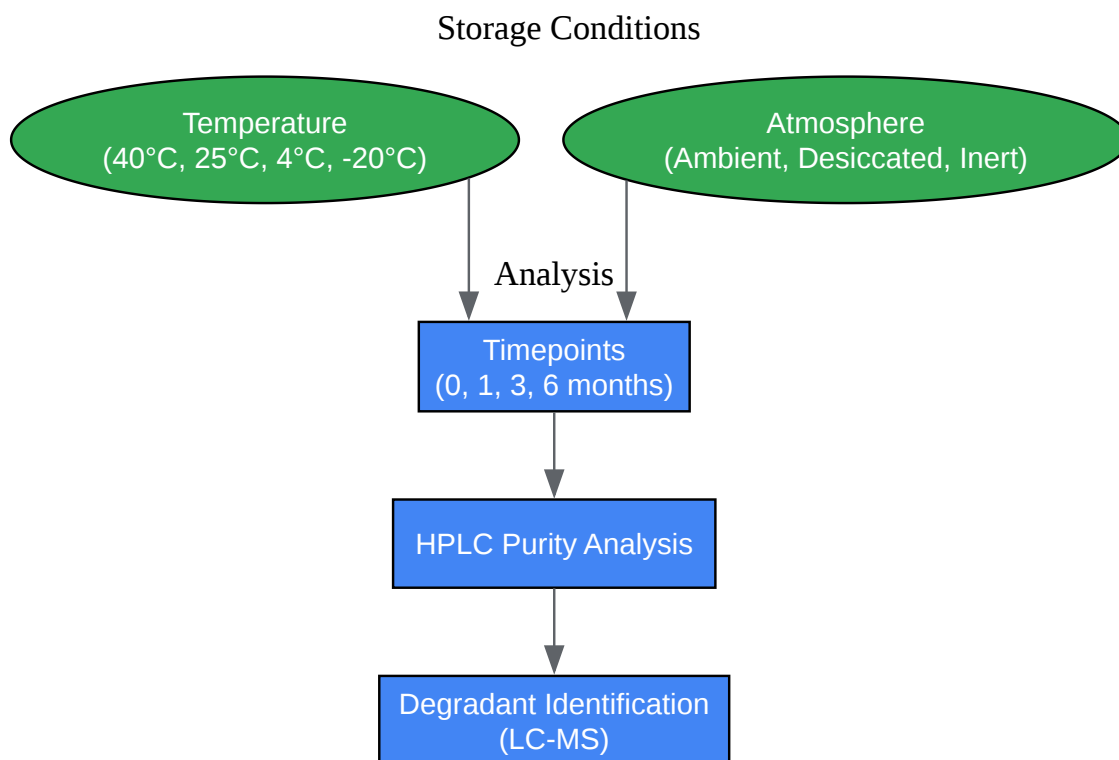 Storage Conditions
Temperature
(40°C, 25°C, 4°C, -20°C)
Atmosphere
(Ambient, Desiccated, Inert)
Analysis
Timepoints
(0, 1, 3, 6 months)
HPLC Purity Analysis
Degradant Identification
(LC-MS)